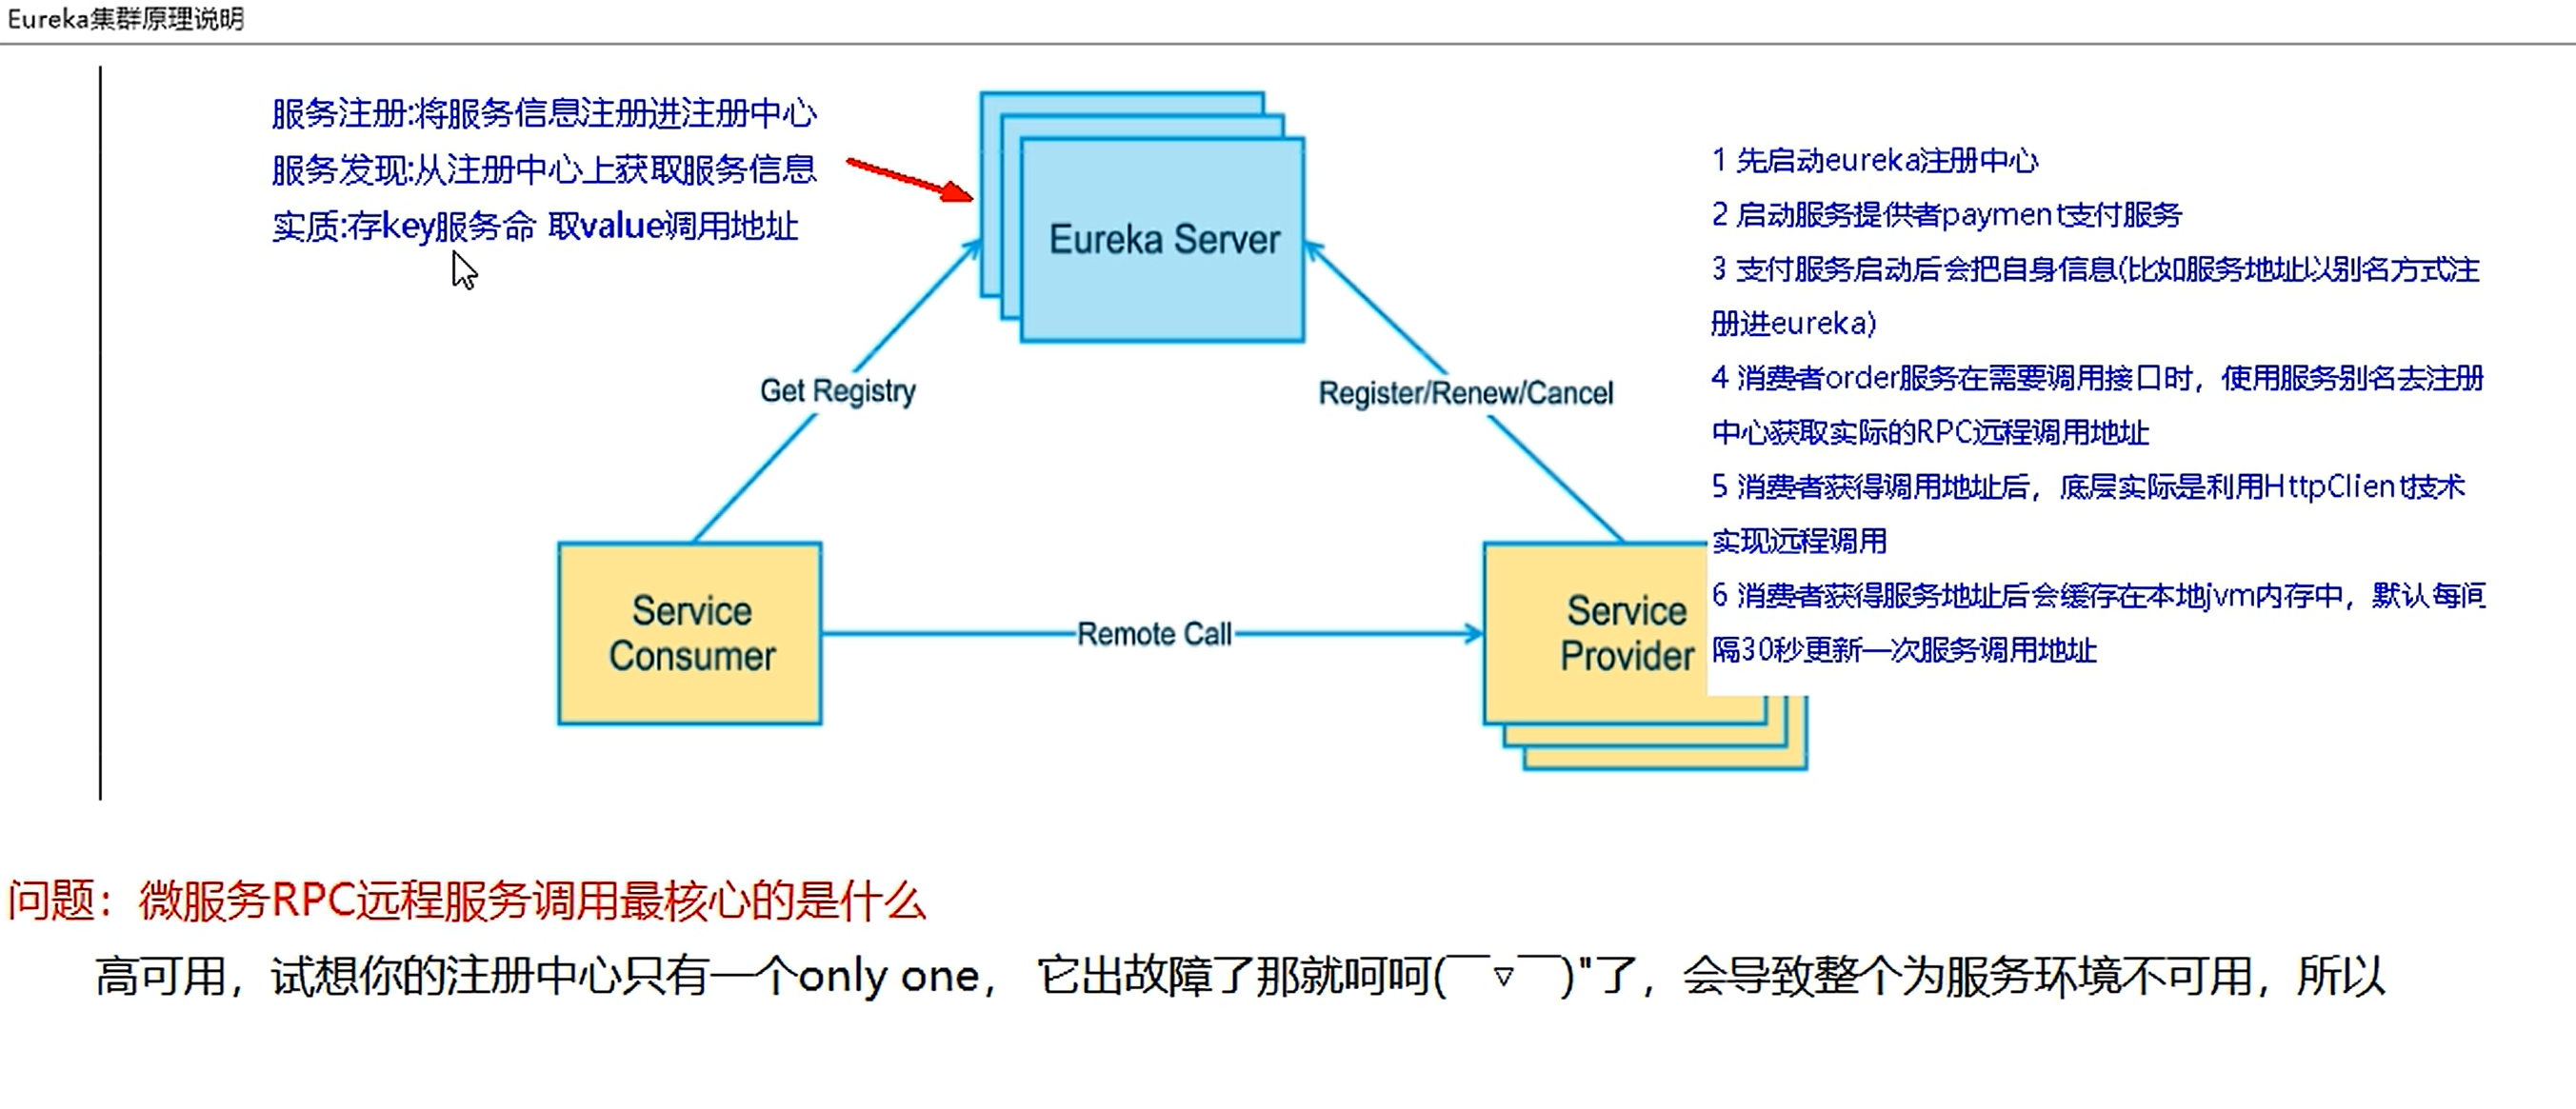 Eureka集群原理说明
服务注册:将服务信息注册进注册中心
服务发现:从注册中心上获取服务信息
实质:存key服务命 取value调用地址
Eureka Server
Get Registry
Register/Renew/Cancel
Service
Consumer
Remote Call
Service
Provider
1 先启动eureka注册中心
2 启动服务提供者payment支付服务
3 支付服务启动后会把自身信息(比如服务地址以别名方式注
册进eureka)
4 消费者order服务在需要调用接口时，使用服务别名去注册
中心获取实际的RPC远程调用地址
5 消费者获得调用地址后，底层实际是利用HttpClient技术
实现远程调用
6 消费者获得服务地址后会缓存在本地jvm内存中，默认每间
隔30秒更新一次服务调用地址
问题：微服务RPC远程服务调用最核心的是什么
高可用，试想你的注册中心只有一个only one， 它出故障了那就呵呵(￣▽￣)"了，会导致整个为服务环境不可用，所以